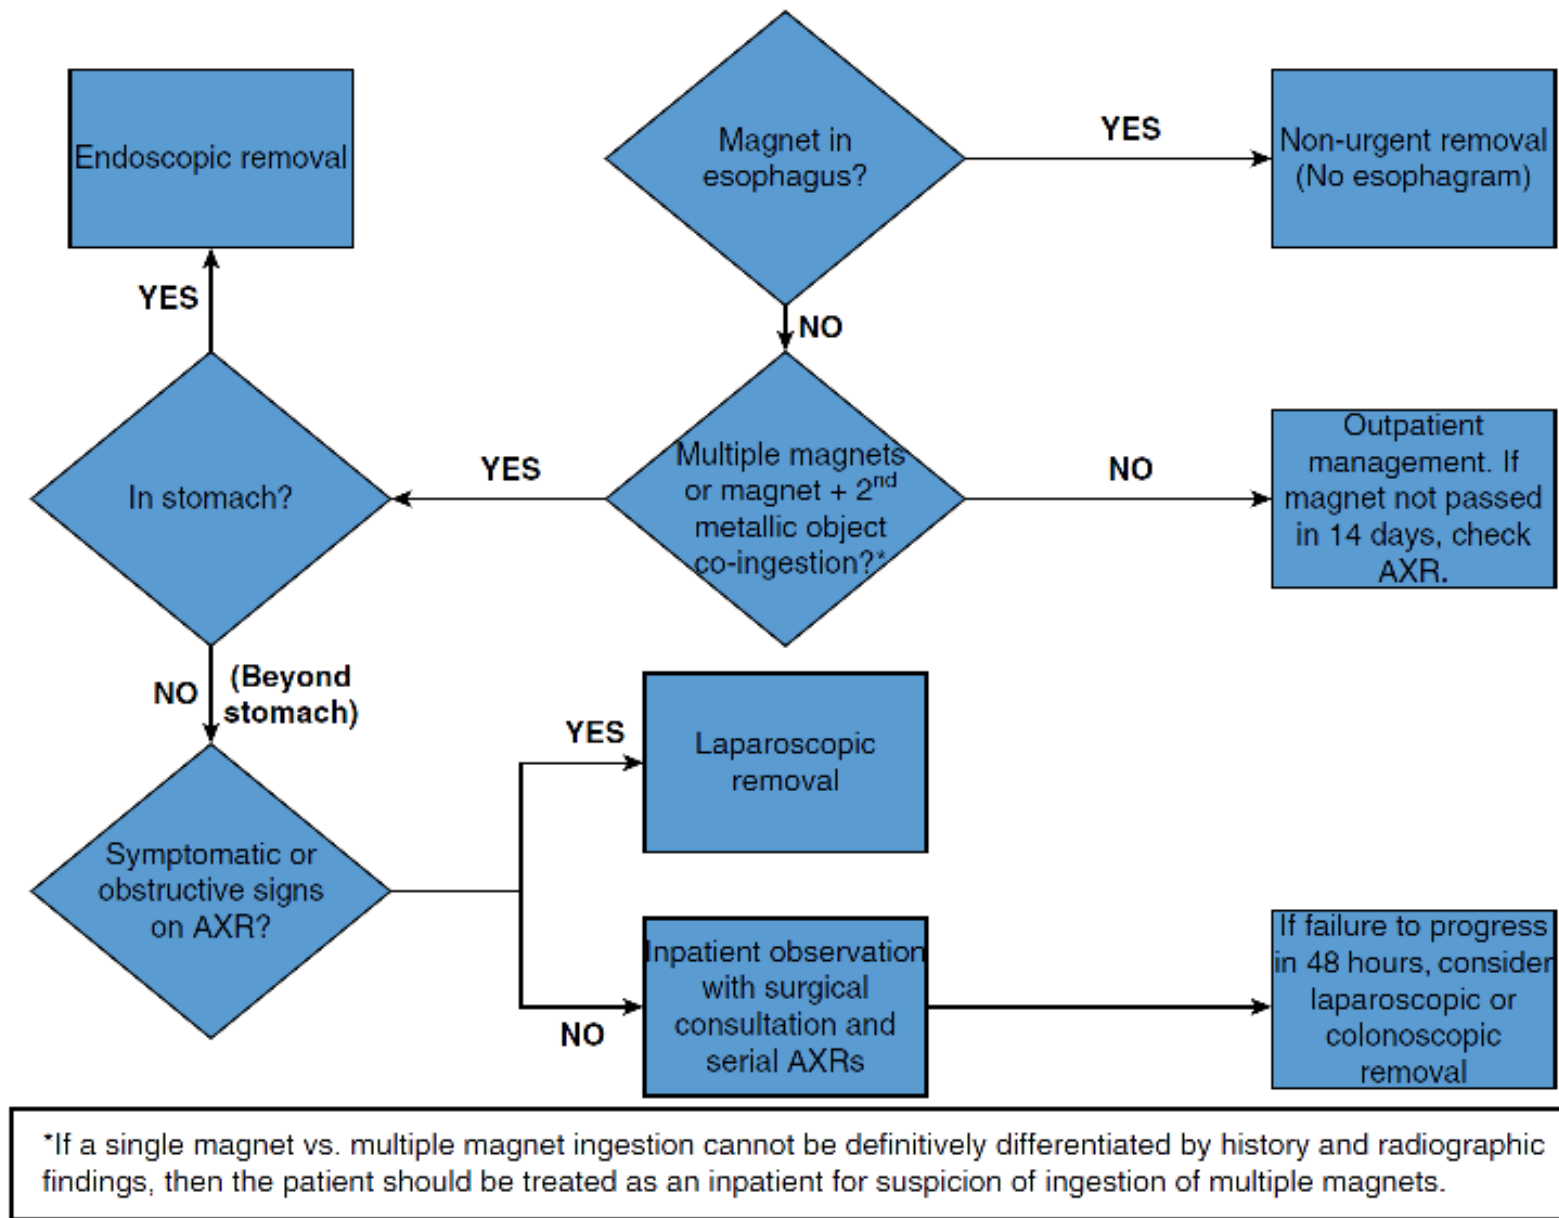 Magnet in
esophagus?
YES
Non-urgent removal
(No esophagram)
Endoscopic removal
YES
NO
Multiple magnets
or magnet + 2nd
metallic object
co-ingestion?*
YES
In stomach?
NO
Outpatient
management. If
magnet not passed
in 14 days, check
AXR.
NO
(Beyond
stomach)
Symptomatic or
obstructive signs
on AXR?
YES
Laparoscopic
removal
NO
Inpatient observation
with surgical
consultation and
serial AXRs
If failure to progress
in 48 hours, consider
laparoscopic or
colonoscopic
removal
*If a single magnet vs. multiple magnet ingestion cannot be definitively differentiated by history and radiographic
findings, then the patient should be treated as an inpatient for suspicion of ingestion of multiple magnets.